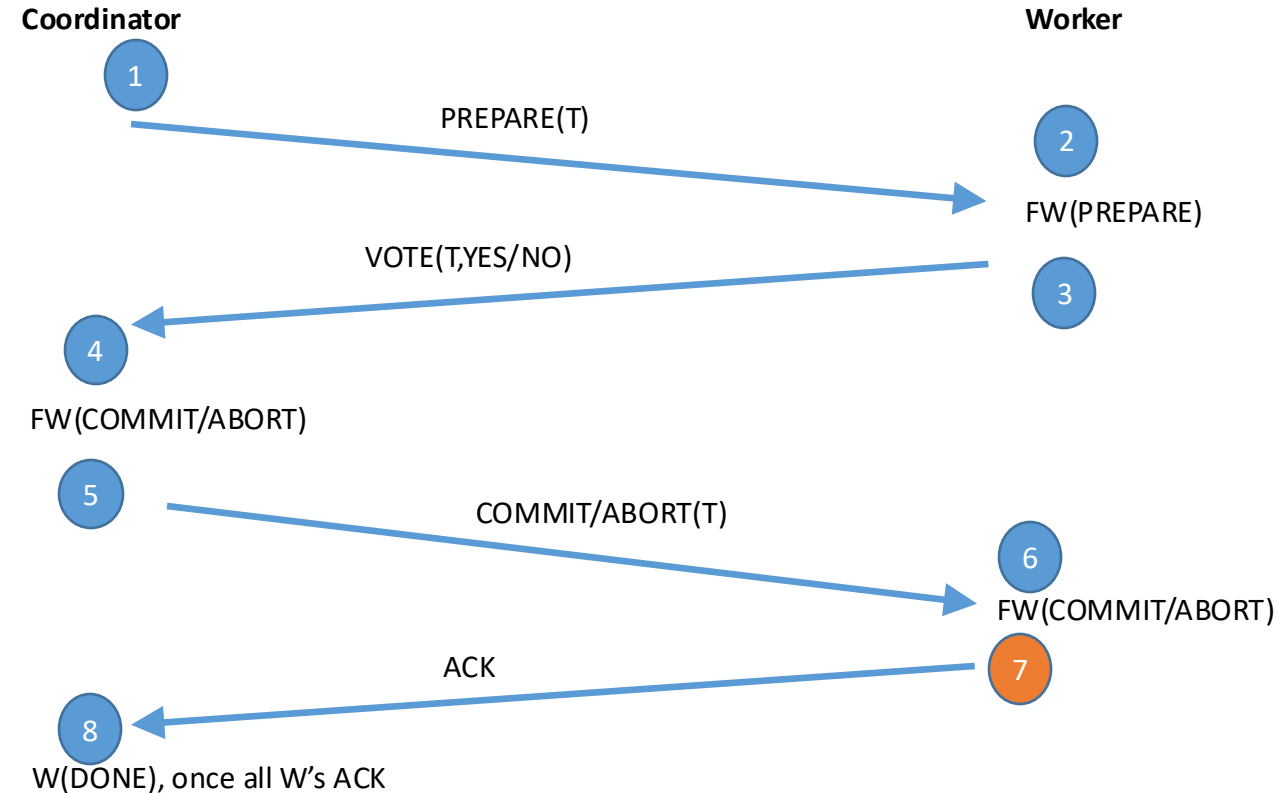 Coordinator
Worker
1
PREPARE(T)
2
FW(PREPARE)
VOTE(T,YES/NO)
3
4
FW(COMMIT/ABORT)
5
COMMIT/ABORT(T)
6
FW(COMMIT/ABORT)
ACK
7
8
W(DONE), once all W’s ACK